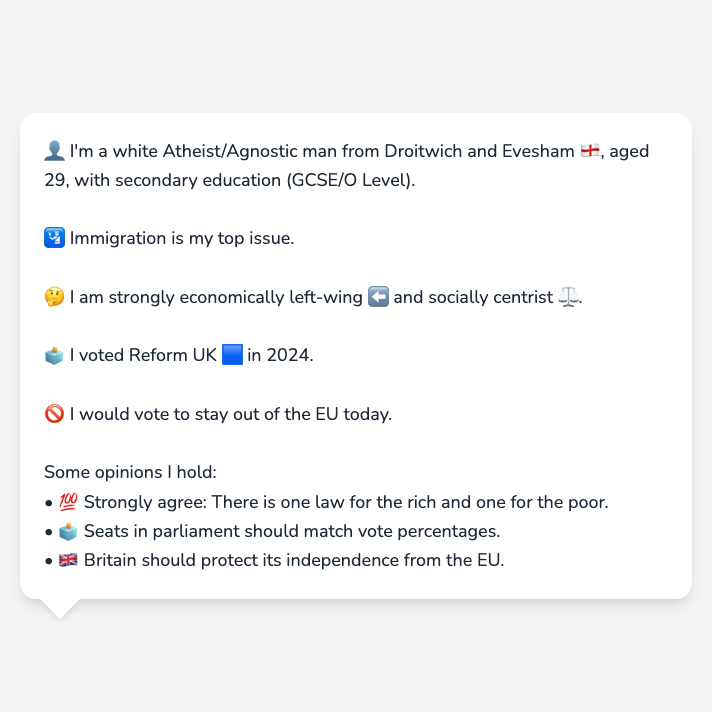 👤 I'm a white Atheist/Agnostic man from Droitwich and Evesham 🏴󠁧󠁢󠁥󠁮󠁧󠁿, aged
29, with secondary education (GCSE/O Level).
🛂 Immigration is my top issue.
🤔 I am strongly economically left-wing ⬅️ and socially centrist ⚖️.
🗳️ I voted Reform UK 🟦 in 2024.
🚫 I would vote to stay out of the EU today.
Some opinions I hold:
• 💯 Strongly agree: There is one law for the rich and one for the poor.
• 🗳️ Seats in parliament should match vote percentages.
• 🇬🇧 Britain should protect its independence from the EU.